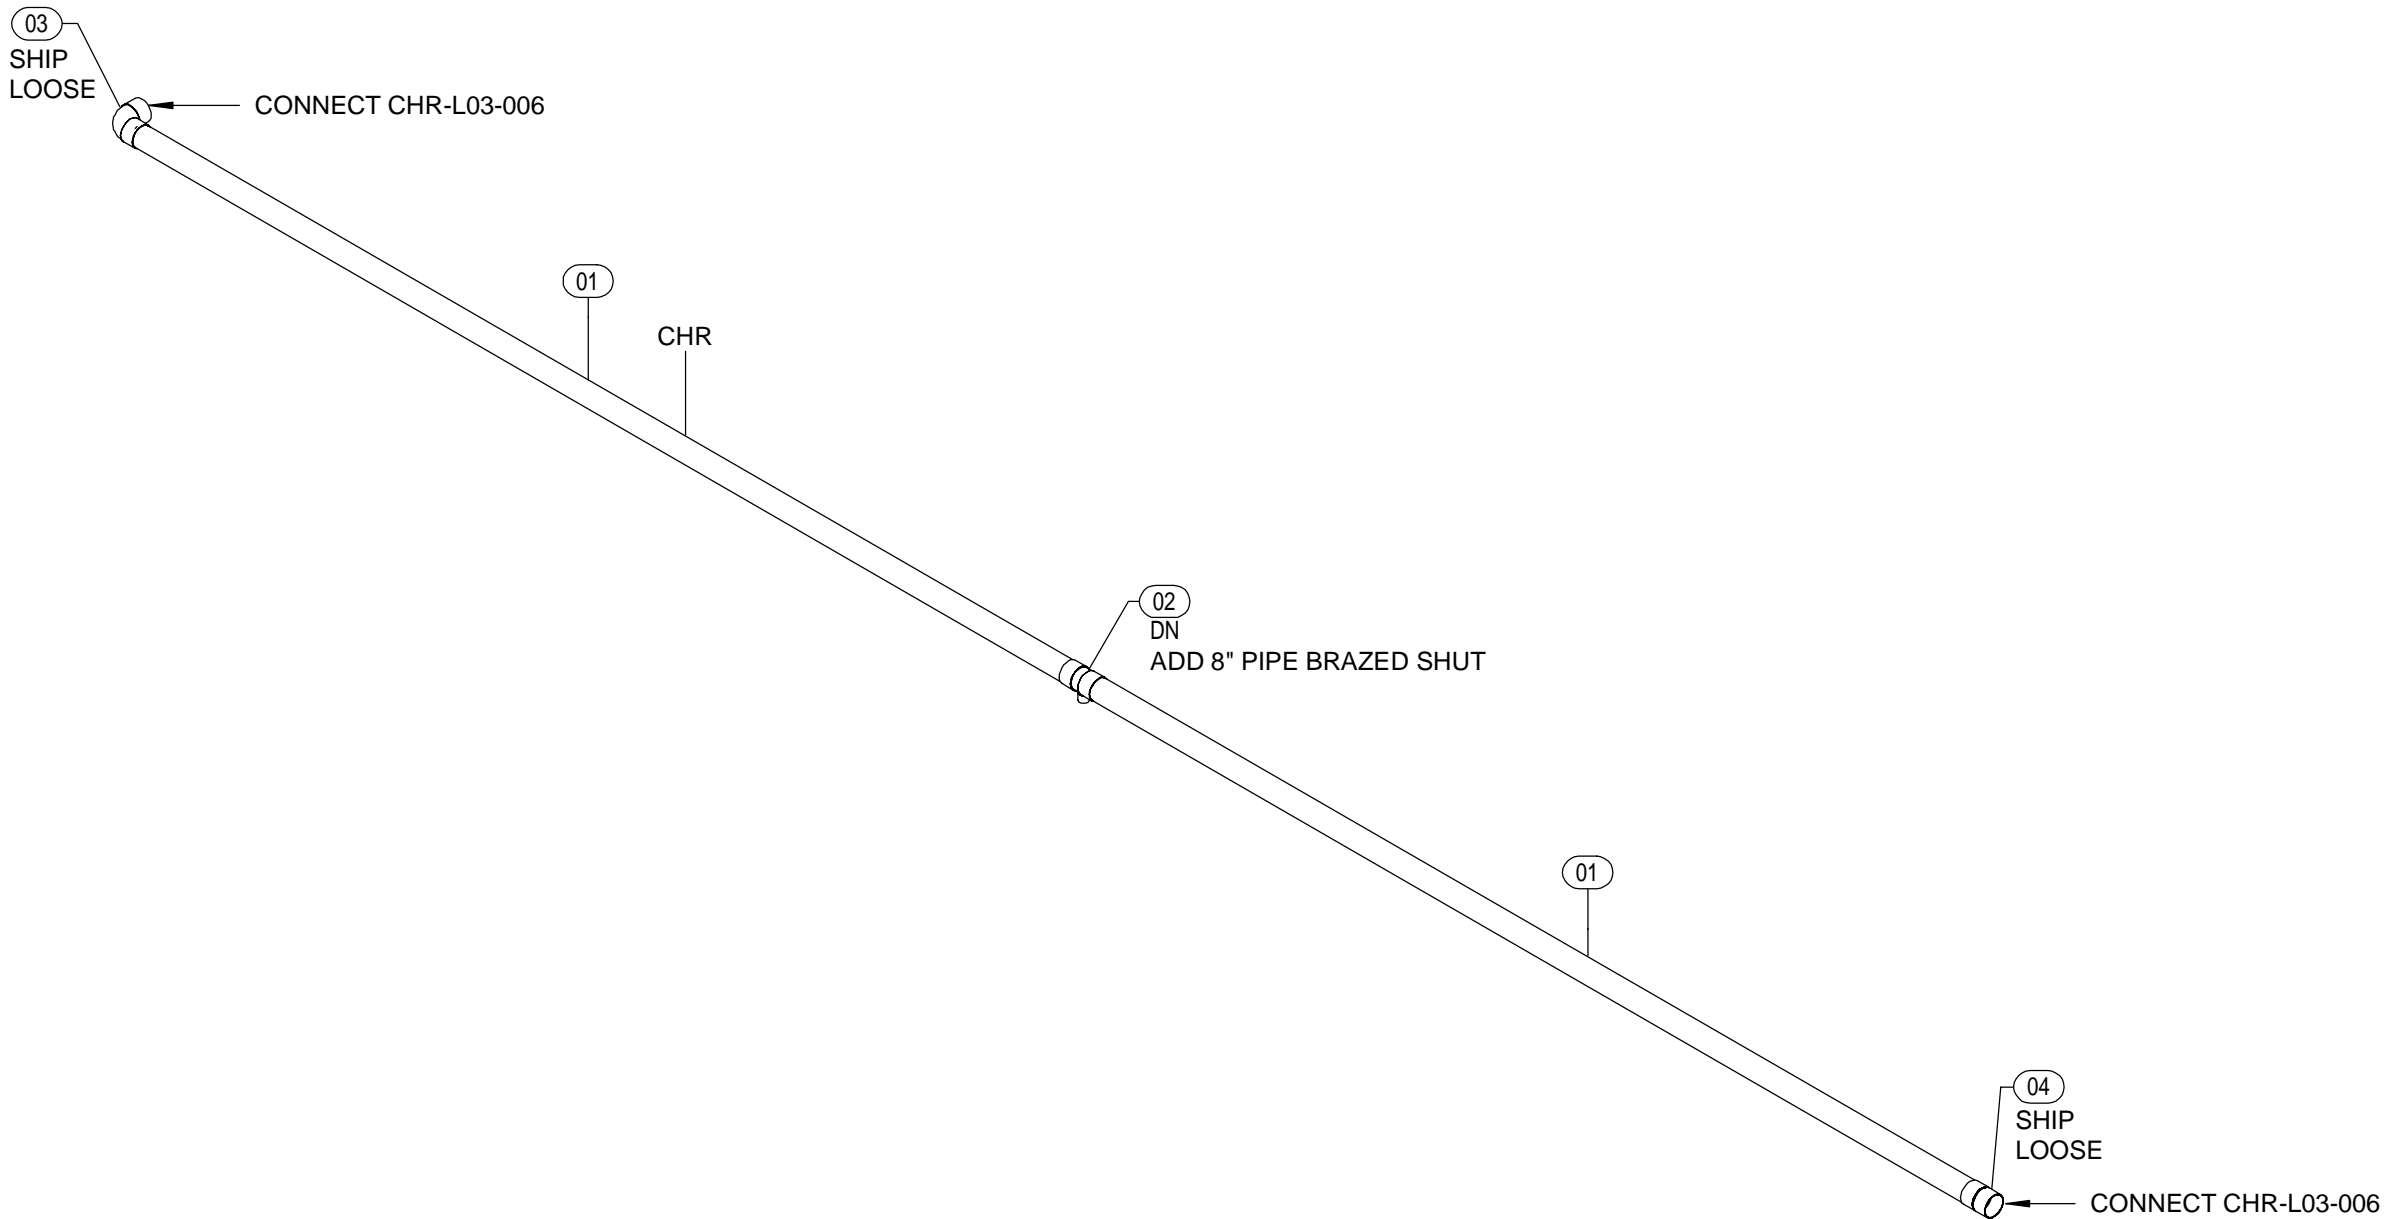 03
SHIP
LOOSE
CONNECT CHR-L03-006
01
CHR
02
DN
ADD 8" PIPE BRAZED SHUT
01
04
SHIP
LOOSE
CONNECT CHR-L03-006